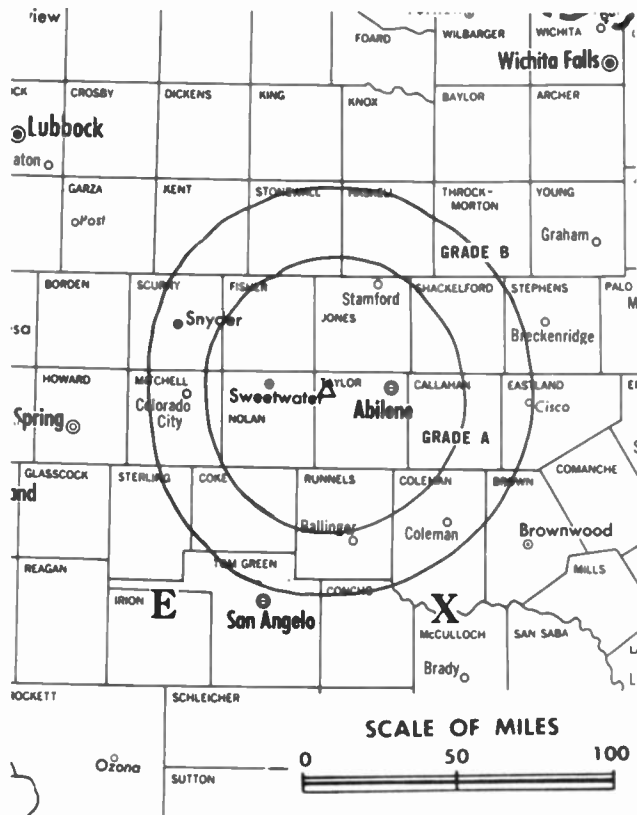 view
FOARD
WILBARGER
WICHITA
Wichita Falls
CROSBY
DICKENS
KING
KNOX
BAYLOR
ARCHER
Lubbock
aton
GARZA
KENT
STONEWALL
HASKELL
THROCK-
MORTON
YOUNG
Post
GRADE B
Graham
BORDEN
SCURRY
FISHER
Stamford
SHACKELFORD
STEPHENS
PALO
Snyder
JONES
Breckenridge
HOWARD
MITCHELL
Colorado
City
Sweetwater
NOLAN
TAYLOR
Abilene
CALLAHAN
EASTLAND
Cisco
Spring
GRADE A
GLASSCOCK
STERLING
COKE
RUNNELS
COLEMAN
BROWN
COMANCHE
Ballinger
Coleman
Brownwood
REAGAN
TOM GREEN
MILLS
IRION
E
San Angelo
CONCHO
X
McCULLOCH
SAN SABA
Brady
ROCKETT
SCHLEICHER
Ozona
SUTTON
SCALE OF MILES
0 50 100